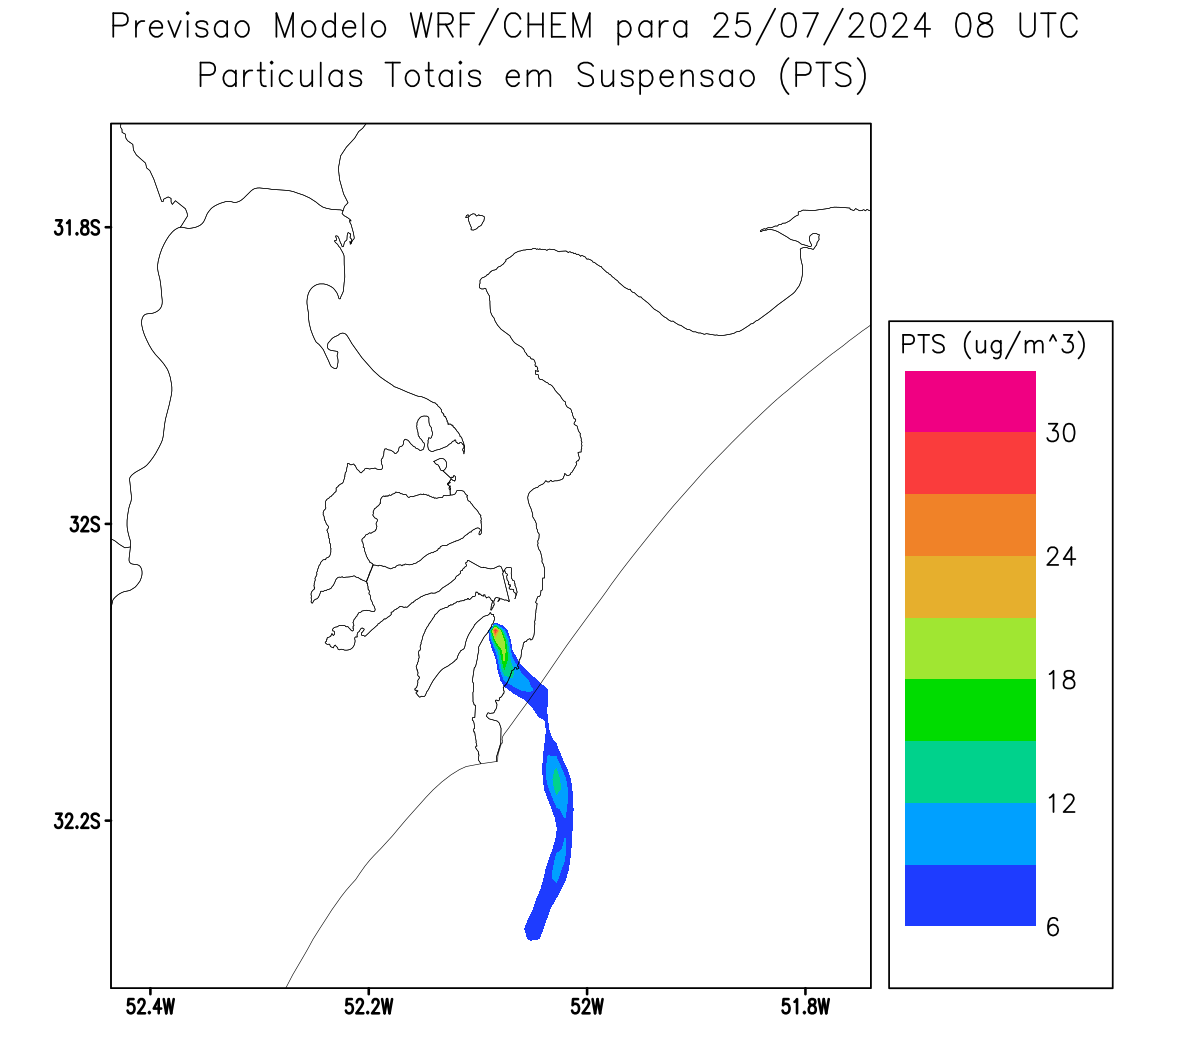 Previsao Modelo WRF/CHEM para 25/07/2024 08 UTC
Particulas Totais em Suspensao (PTS)
31.8S
32S
32.2S
52.4W
52.2W
52W
51.8W
PTS (ug/m^3)
30
24
18
12
6